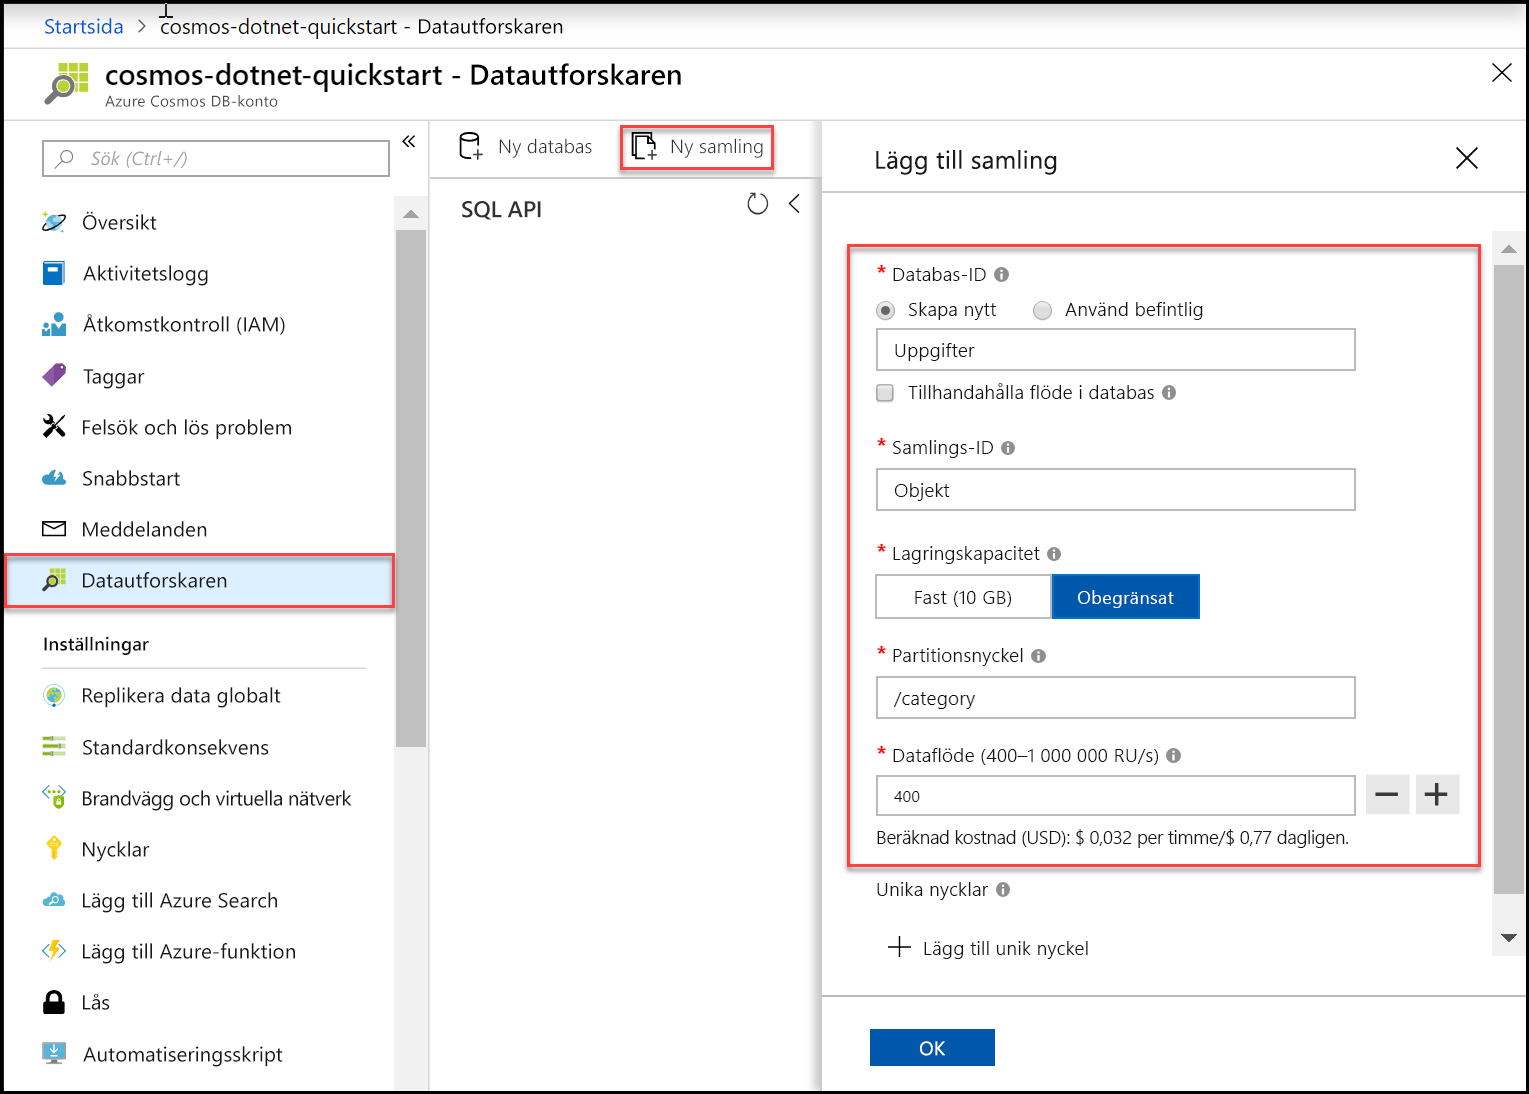 Startsida > cosmos-dotnet-quickstart - Datautforskaren
cosmos-dotnet-quickstart - Datautforskaren
Azure Cosmos DB-konto
Sök (Ctrl+/)
Översikt
Aktivitetslogg
Åtkomstkontroll (IAM)
Taggar
Felsök och lös problem
Snabbstart
Meddelanden
Datautforskaren
Inställningar
Replikera data globalt
Standardkonsekvens
Brandvägg och virtuella nätverk
Nycklar
Lägg till Azure Search
Lägg till Azure-funktion
Lås
Automatiseringsskript
Ny databas
Ny samling
SQL API
Lägg till samling
* Databas-ID
Skapa nytt
Använd befintlig
Uppgifter
Tillhandahålla flöde i databas
* Samlings-ID
Objekt
* Lagringskapacitet
Fast (10 GB)
Obegränsat
* Partitionsnyckel
/category
* Dataflöde (400–1 000 000 RU/s)
400
Beräknad kostnad (USD): $ 0,032 per timme/$ 0,77 dagligen.
Unika nycklar
Lägg till unik nyckel
OK